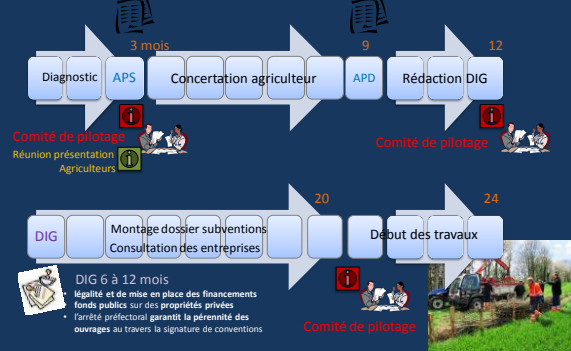 3 mois
9
12
Diagnostic
APS
Concertation agriculteur
APD
Rédaction DIG
Comité de pilotage
Réunion présentation
Agriculteurs
Comité de pilotage
20
24
DIG
Montage dossier subventions
Consultation des entreprises
Début des travaux
DIG 6 à 12 mois
• légalité et de mise en place des financements
fonds publics sur des propriétés privées
• l'arrêté préfectoral garantit la pérennité des
ouvrages au travers la signature de conventions
Comité de pilotage